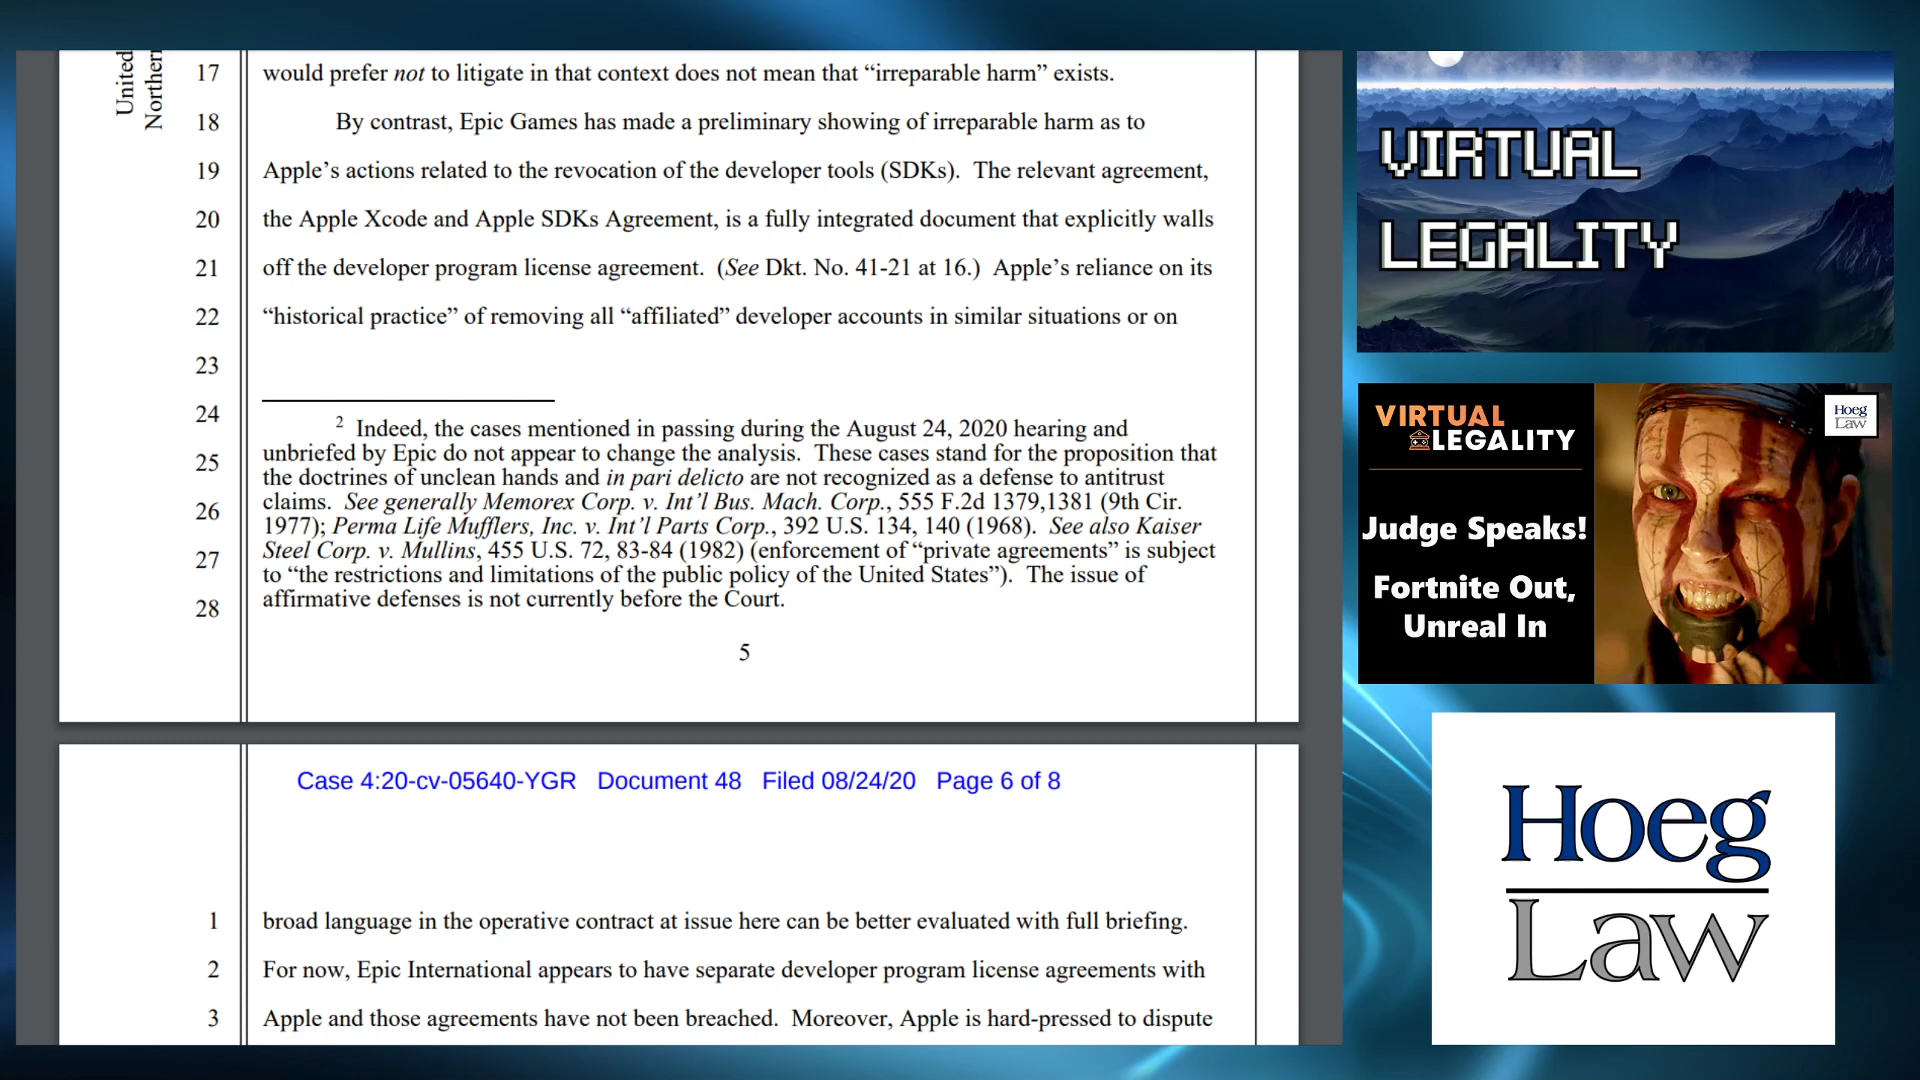 United
Northern
17 would prefer not to litigate in that context does not mean that “irreparable harm” exists.
18 By contrast, Epic Games has made a preliminary showing of irreparable harm as to
19 Apple’s actions related to the revocation of the developer tools (SDKs). The relevant agreement,
20 the Apple Xcode and Apple SDKs Agreement, is a fully integrated document that explicitly walls
21 off the developer program license agreement. (See Dkt. No. 41-21 at 16.) Apple’s reliance on its
22 “historical practice” of removing all “affiliated” developer accounts in similar situations or on
23
24
2 Indeed, the cases mentioned in passing during the August 24, 2020 hearing and
unbriefed by Epic do not appear to change the analysis. These cases stand for the proposition that
25
the doctrines of unclean hands and in pari delicto are not recognized as a defense to antitrust
claims. See generally Memorex Corp. v. Int’l Bus. Mach. Corp., 555 F.2d 1379,1381 (9th Cir.
26
1977); Perma Life Mufflers, Inc. v. Int’l Parts Corp., 392 U.S. 134, 140 (1968). See also Kaiser
Steel Corp. v. Mullins, 455 U.S. 72, 83-84 (1982) (enforcement of “private agreements” is subject
27
to “the restrictions and limitations of the public policy of the United States”). The issue of
affirmative defenses is not currently before the Court.
28
5
Case 4:20-cv-05640-YGR Document 48 Filed 08/24/20 Page 6 of 8
1 broad language in the operative contract at issue here can be better evaluated with full briefing.
2 For now, Epic International appears to have separate developer program license agreements with
3 Apple and those agreements have not been breached. Moreover, Apple is hard-pressed to dispute
VIRTUAL
LEGALITY
VIRTUAL
LEGALITY
Judge Speaks!
Fortnite Out,
Unreal In
Hoeg
Law
Hoeg
Law